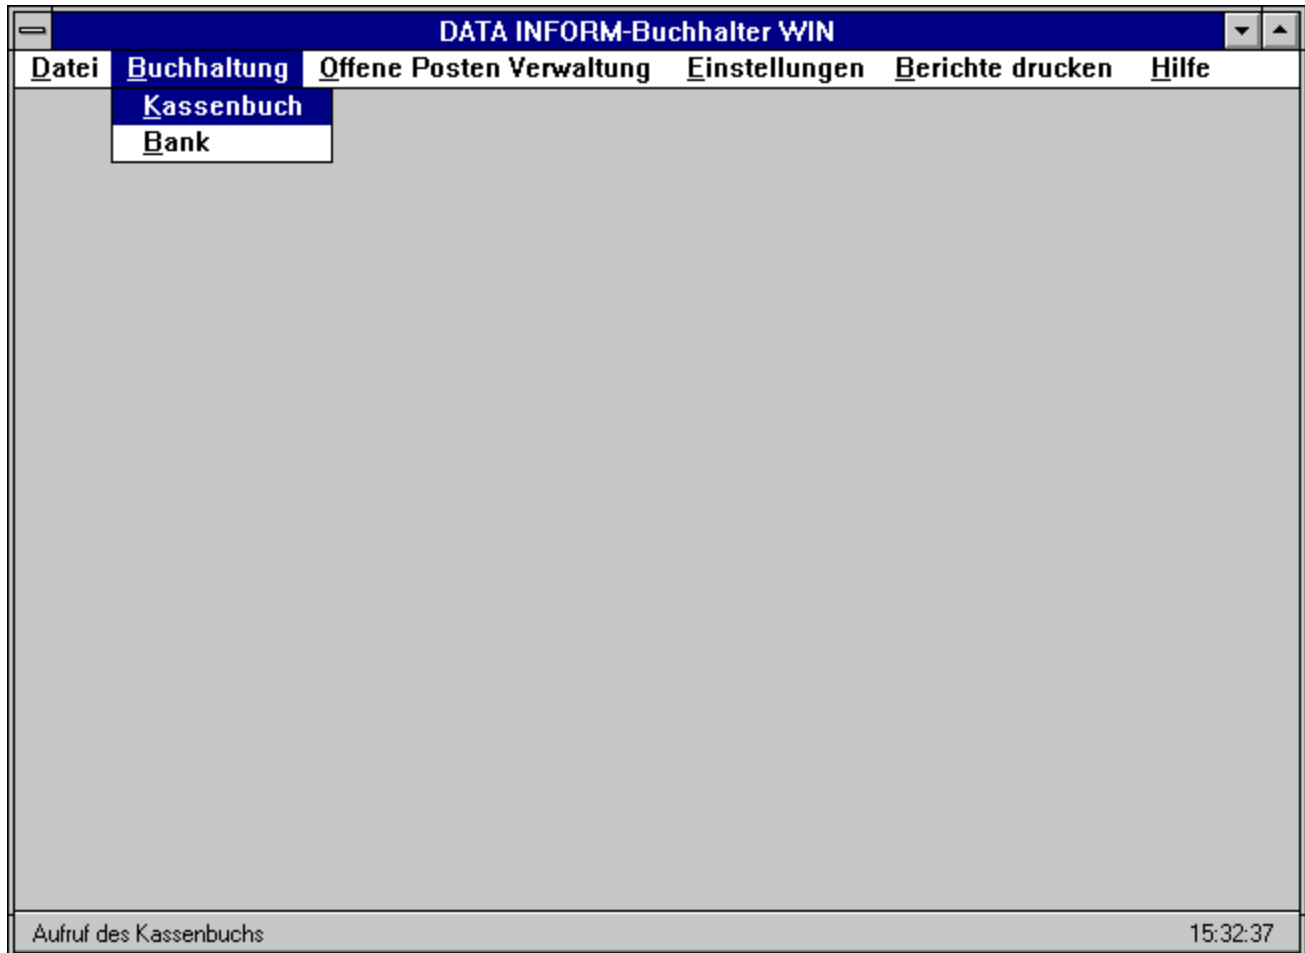 DATA INFORM-Buchhalter WIN
Datei Buchhaltung Offene Posten Verwaltung Einstellungen Berichte drucken Hilfe
Kassenbuch
Bank
Aufruf des Kassenbuchs 15:32:37